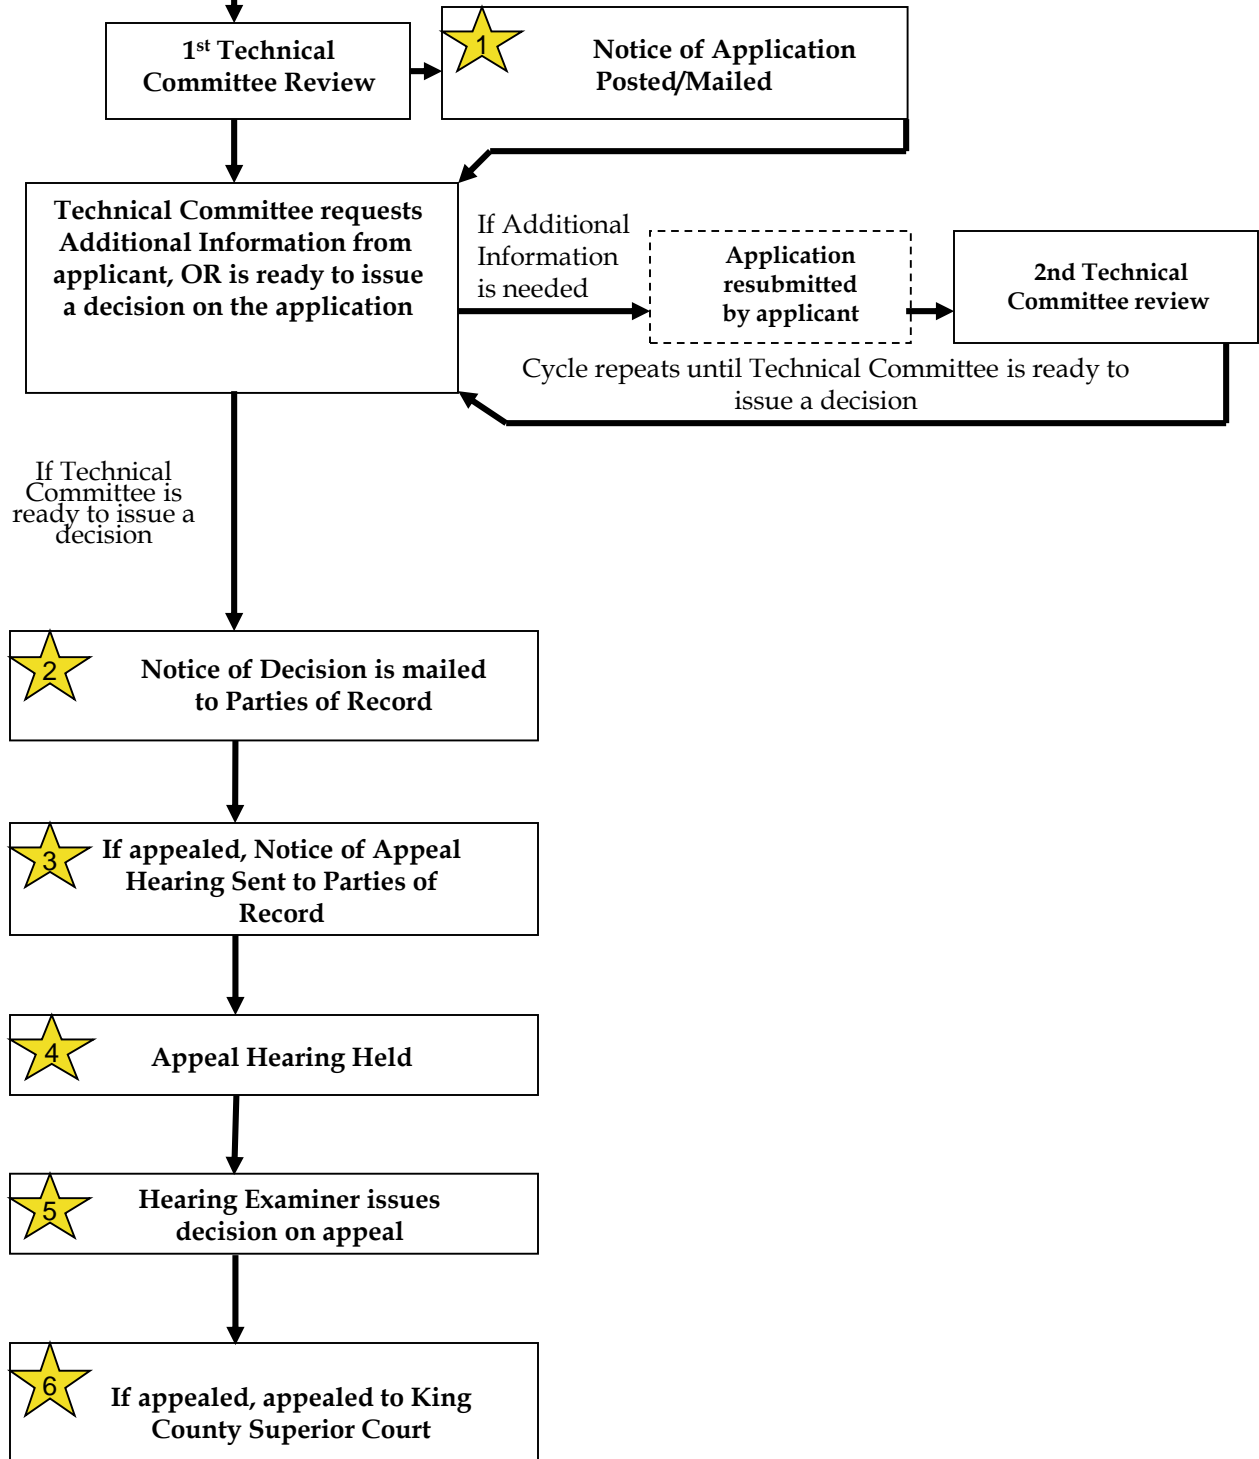 1st Technical
Committee Review
1
Notice of Application
Posted/Mailed
Technical Committee requests
Additional Information from
applicant, OR is ready to issue
a decision on the application
If Additional
Information
is needed
Application
resubmitted
by applicant
2nd Technical
Committee review
Cycle repeats until Technical Committee is ready to
issue a decision
If Technical
Committee is
ready to issue a
decision
2
Notice of Decision is mailed
to Parties of Record
3
If appealed, Notice of Appeal
Hearing Sent to Parties of
Record
4
Appeal Hearing Held
5
Hearing Examiner issues
decision on appeal
6
If appealed, appealed to King
County Superior Court